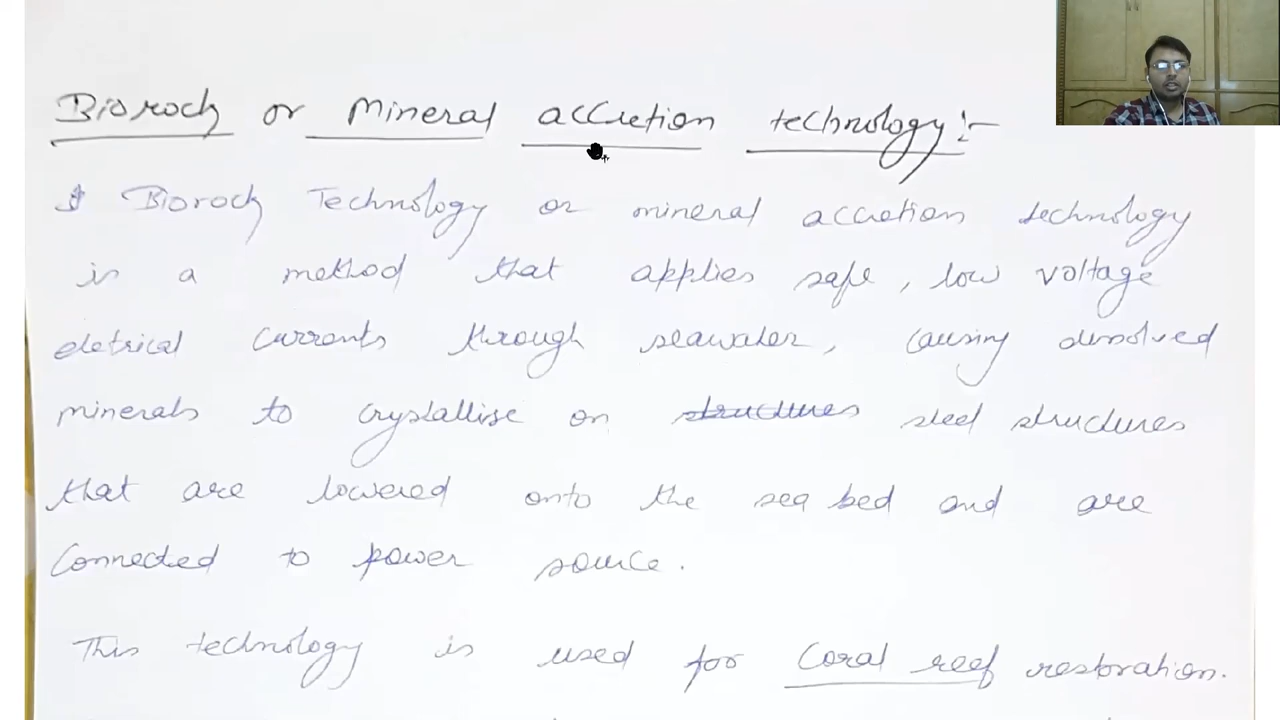 Biorock or Mineral accretion technology:-
Biorock Technology or mineral accretion technology
is a method that applies safe, low voltage
eletrical currents through seawater, causing dissolved
minerals to crystallise on structures steel structures
that are lowered onto the sea bed and are
Connected to power source.
This technology is used for Coral reef restoration.